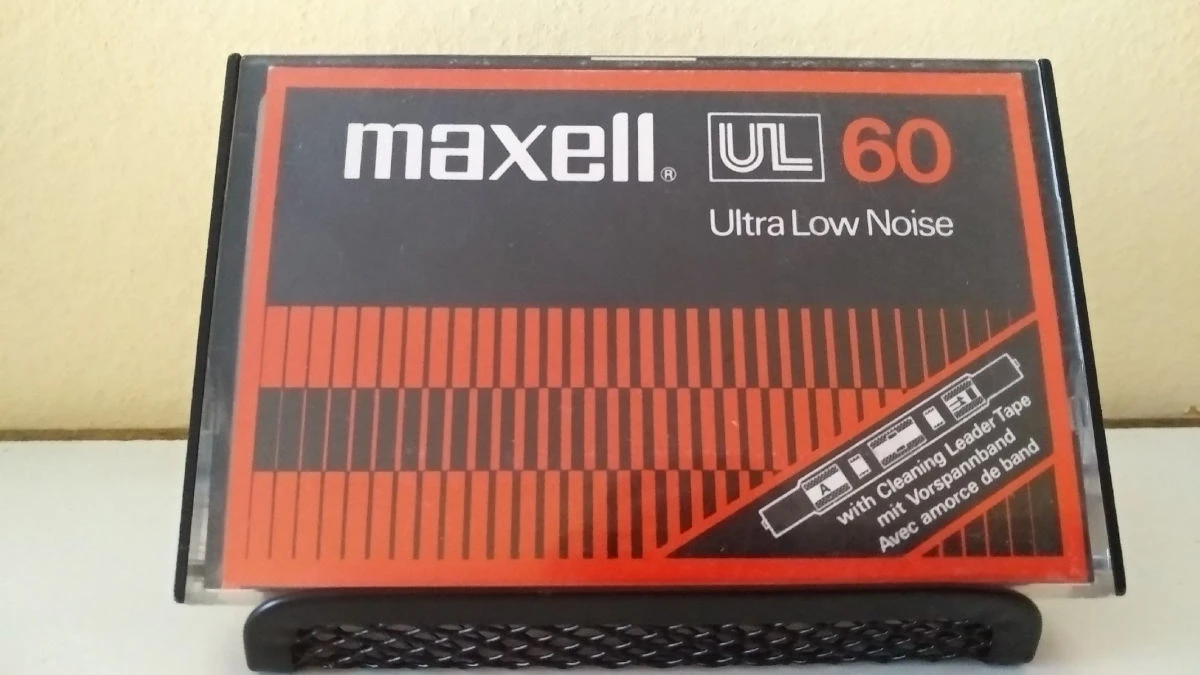 maxell® UL 60
Ultra Low Noise
A
with Cleaning Leader Tape
mit Vorspannband
Avec amorce de band